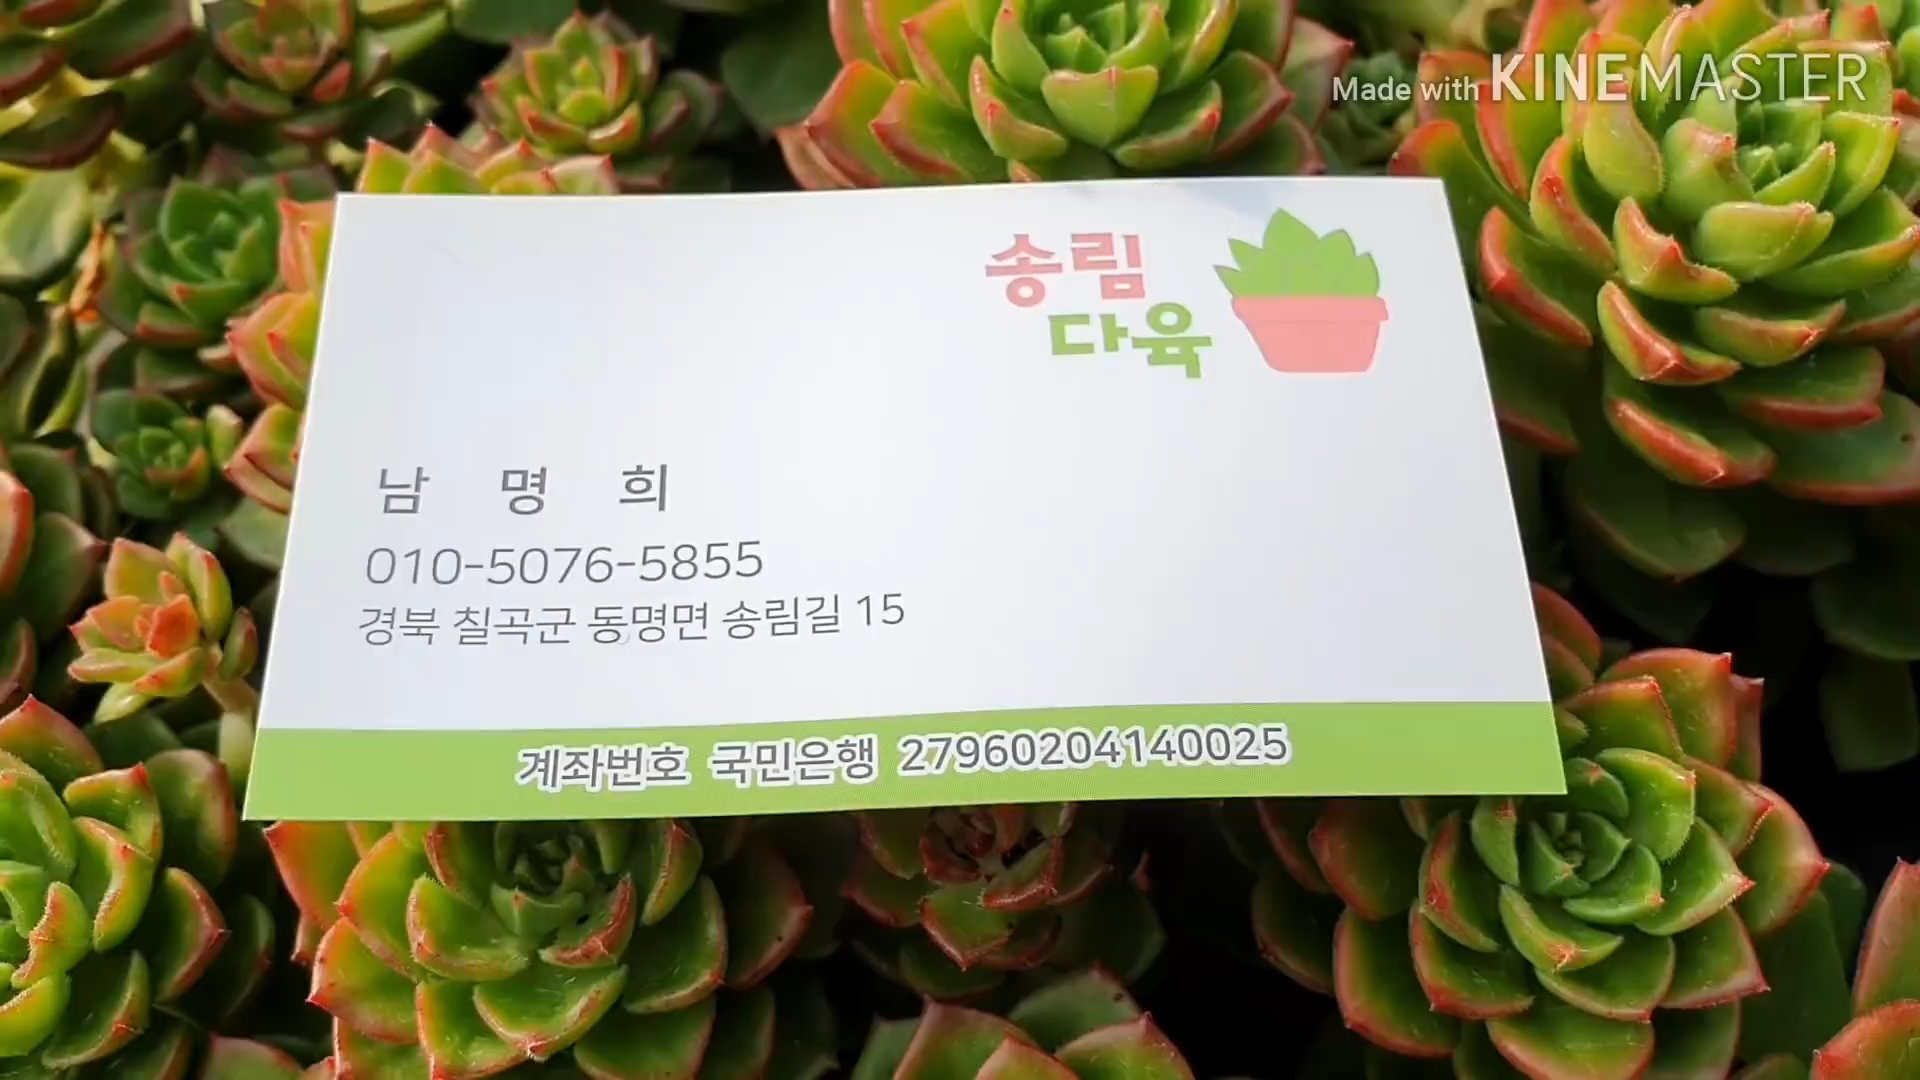 Made with KINEMASTER
송림
다육
남 명 희
010-5076-5855
경북 칠곡군 동명면 송림길 15
계좌번호 국민은행 27960204140025